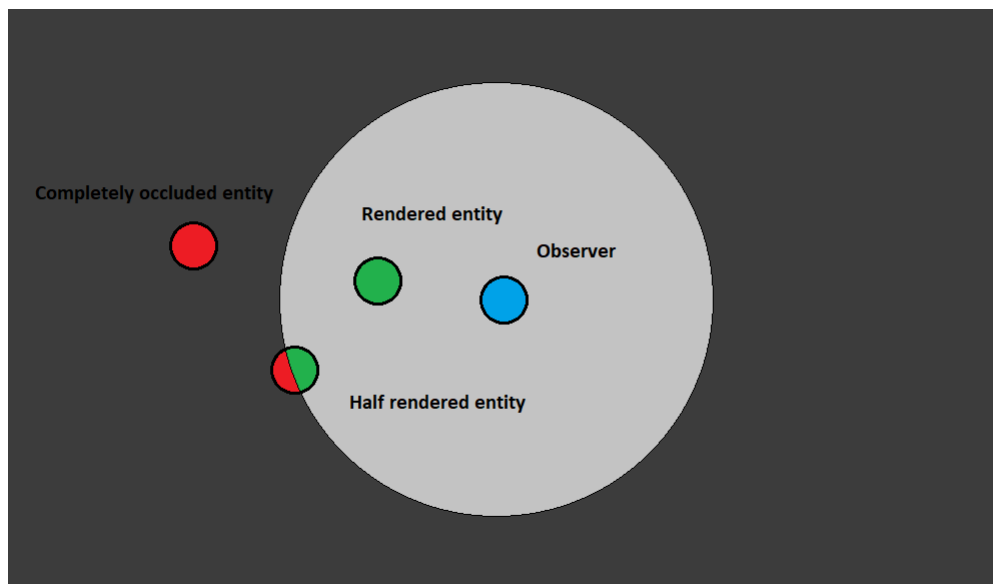 Completely occluded entity
Rendered entity
Observer
Half rendered entity